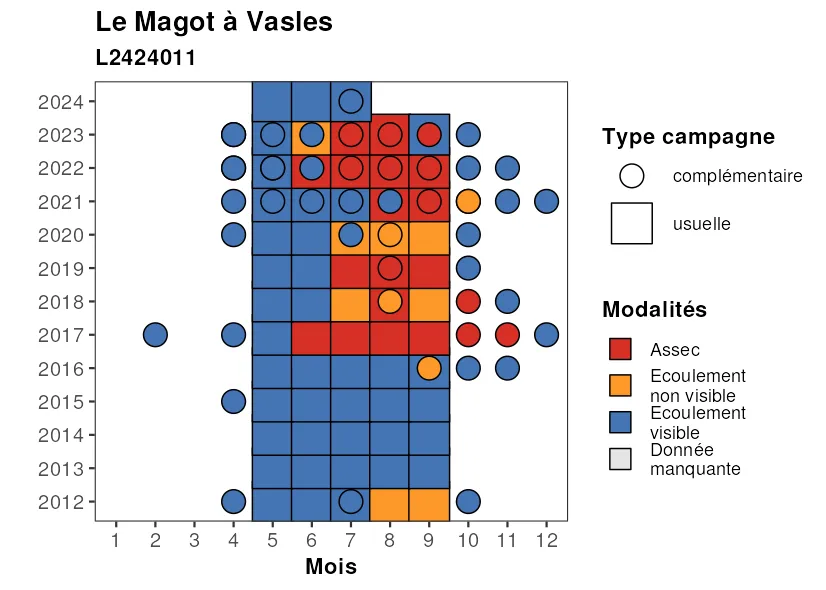 Le Magot à Vasles
L2424011
2024
2023
2022
2021
2020
2019
2018
2017
2016
2015
2014
2013
2012
1 2 3 4 5 6 7 8 9 10 11 12
Mois
Type campagne
complémentaire
usuelle
Modalités
Assec
Ecoulement
non visible
Ecoulement
visible
Donnée
manquante